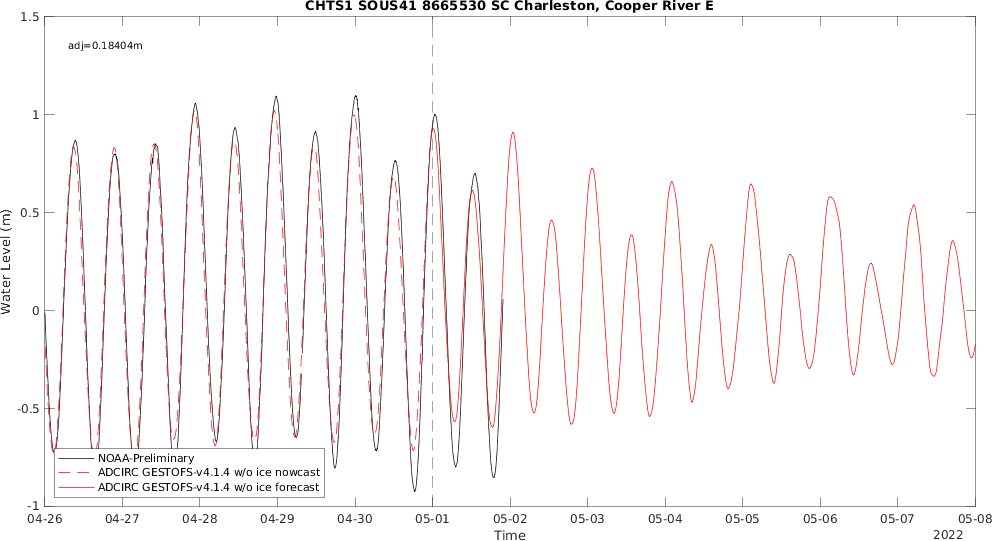 CHTS1 SOUS41 8665530 SC Charleston, Cooper River E
1.5
adj=0.18404m
1
0.5
Water Level (m)
0
-0.5
NOAA-Preliminary
ADCIRC GESTOFS-v4.1.4 w/o ice nowcast
ADCIRC GESTOFS-v4.1.4 w/o ice forecast
-1
04-26 04-27 04-28 04-29 04-30 05-01 05-02 05-03 05-04 05-05 05-06 05-07 05-08
Time
2022